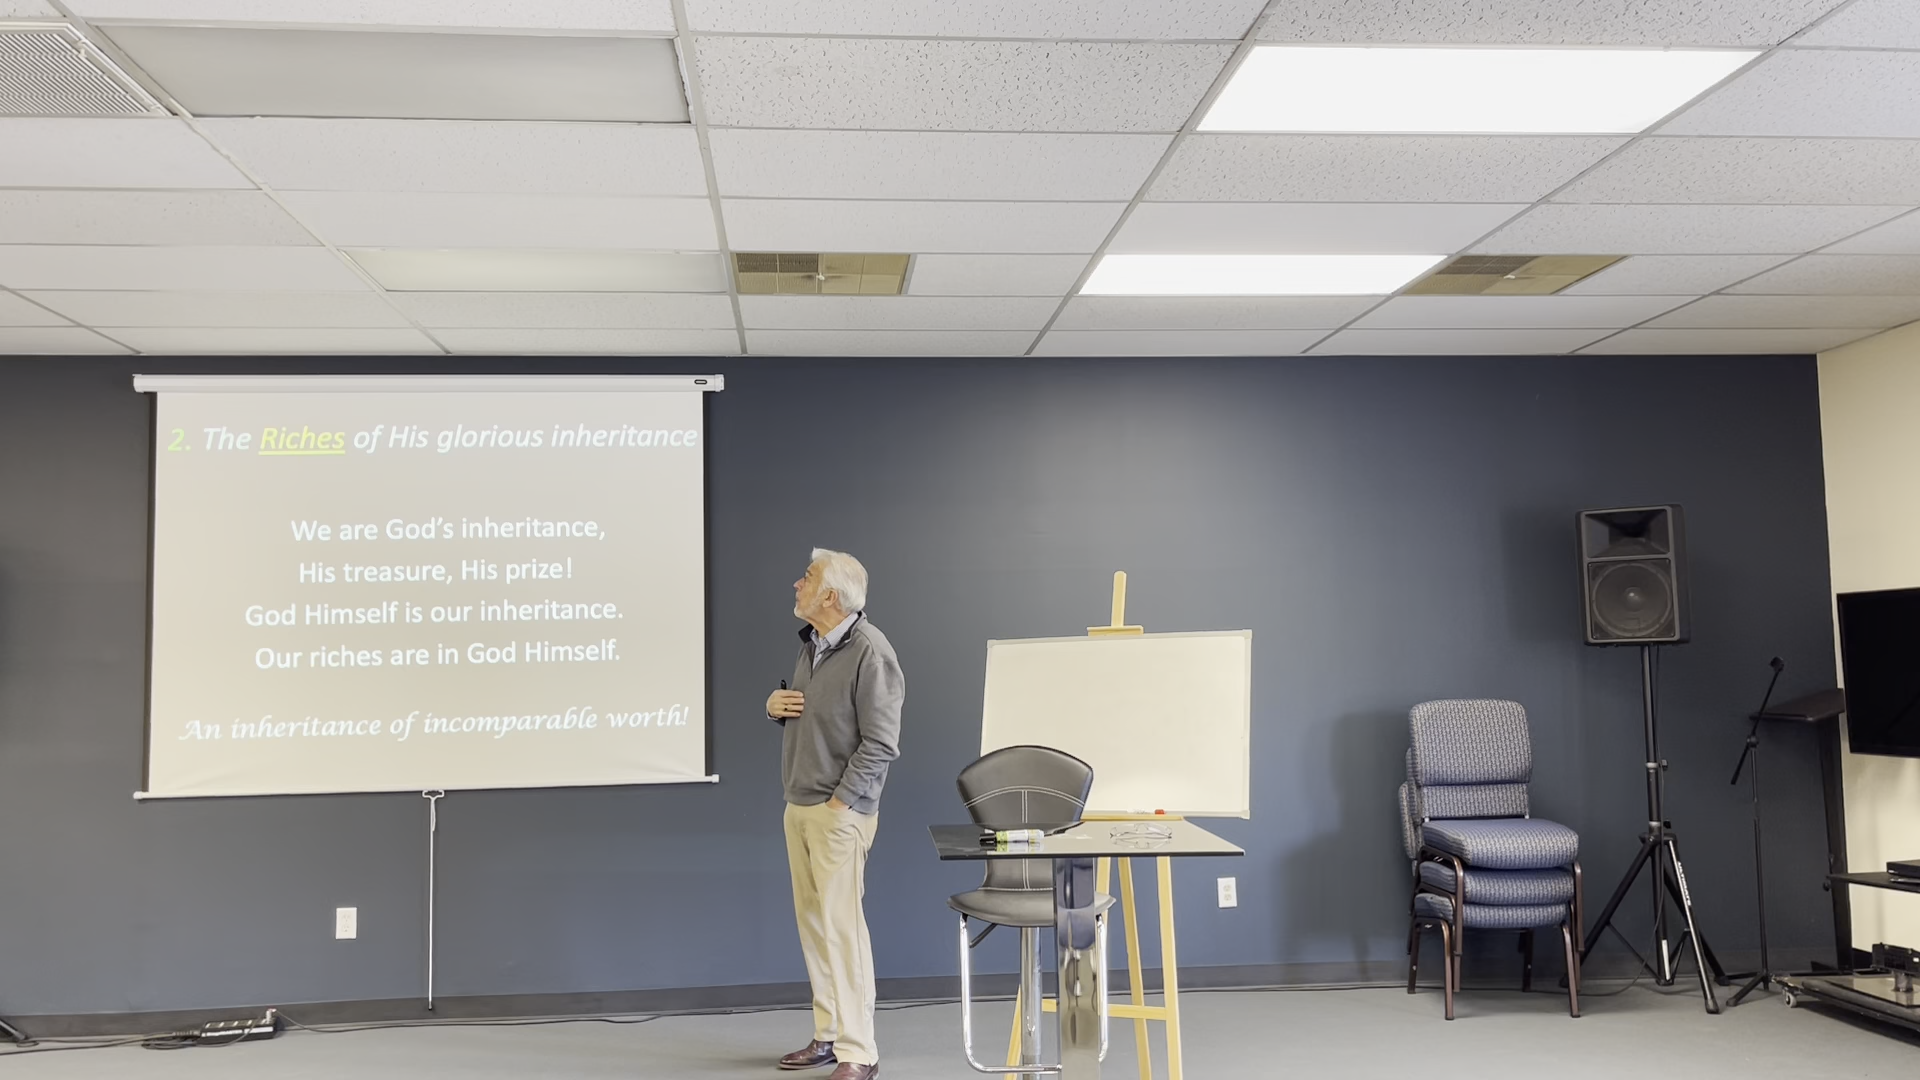 2. The Riches of His glorious inheritance
We are God's inheritance,
His treasure, His prize!
God Himself is our inheritance.
Our riches are in God Himself.
An inheritance of incomparable worth!